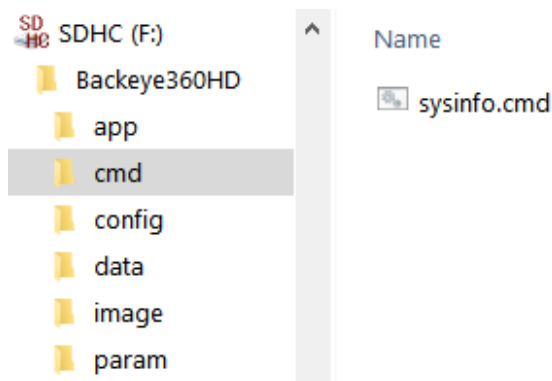 SD
HC SDHC (F:)
Backeye360HD
app
cmd
config
data
image
param
Name
sysinfo.cmd